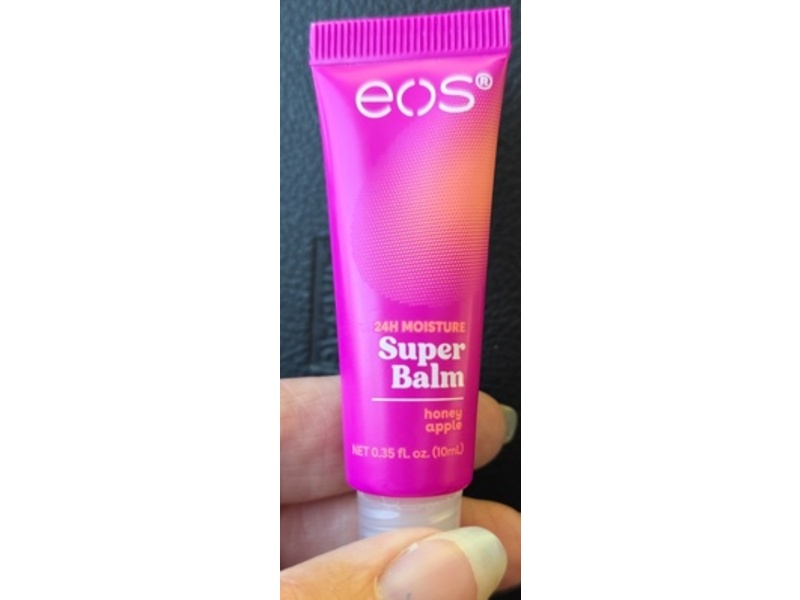 eos®
24H MOISTURE
Super
Balm
honey
apple
NET 0.35 fl. oz. (10mL)